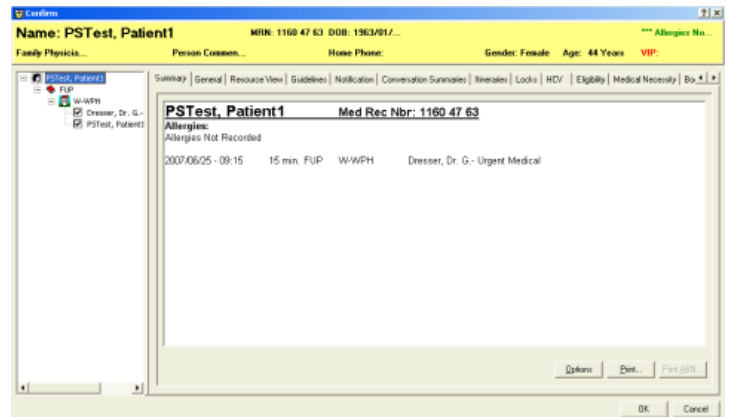 Confirm
Name: PSTest, Patient1 MRN: 1160 47 63 DOB: 1963/01/... *** Allergies No...
Family Physicia... Person Commen... Home Phone: Gender: Female Age: 44 Years VIP:
PSTest, Patient1
FUP
W-WPH
Dresser, Dr. G.-
PSTest, Patient1
Summary General Resource View Guidelines Notification Conversation Summaries Itineraries Locks HCV Eligibility Medical Necessity Bo
PSTest, Patient1 Med Rec Nbr: 1160 47 63
Allergies:
Allergies Not Recorded
2007/06/25 - 09:15 15 min. FUP W-WPH Dresser, Dr. G.- Urgent Medical
Options Print... Print ABN...
OK Cancel